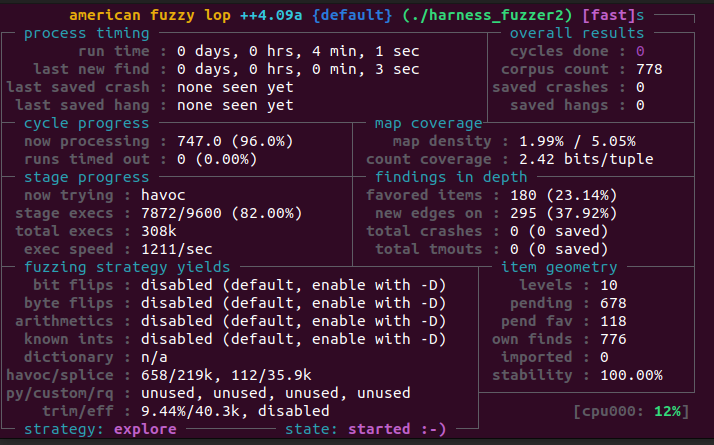 american fuzzy lop ++4.09a {default} (./harness_fuzzer2) [fast]s
process timing overall results
run time : 0 days, 0 hrs, 4 min, 1 sec cycles done : 0
last new find : 0 days, 0 hrs, 0 min, 3 sec corpus count : 778
last saved crash : none seen yet saved crashes : 0
last saved hang : none seen yet saved hangs : 0
cycle progress map coverage
now processing : 747.0 (96.0%) map density : 1.99% / 5.05%
runs timed out : 0 (0.00%) count coverage : 2.42 bits/tuple
stage progress findings in depth
now trying : havoc favored items : 180 (23.14%)
stage execs : 7872/9600 (82.00%) new edges on : 295 (37.92%)
total execs : 308k total crashes : 0 (0 saved)
exec speed : 1211/sec total tmouts : 0 (0 saved)
fuzzing strategy yields item geometry
bit flips : disabled (default, enable with -D) levels : 10
byte flips : disabled (default, enable with -D) pending : 678
arithmetics : disabled (default, enable with -D) pend fav : 118
known ints : disabled (default, enable with -D) own finds : 776
dictionary : n/a imported : 0
havoc/splice : 658/219k, 112/35.9k stability : 100.00%
py/custom/rq : unused, unused, unused, unused
trim/eff : 9.44%/40.3k, disabled [cpu000: 12%]
strategy: explore state: started :-)